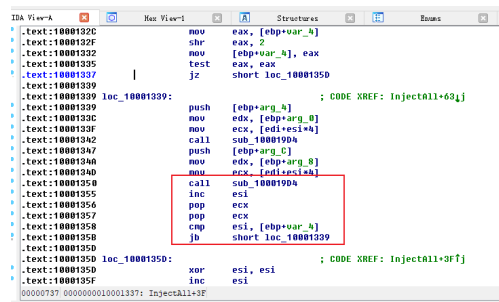 IDA View-A Hex View-1 Structures Enums
.text:1000132C mov eax, [ebp+var_4]
.text:1000132F shr eax, 2
.text:10001332 mov [ebp+var_4], eax
.text:10001335 test eax, eax
.text:10001337 jz short loc_1000135D
.text:10001339
.text:10001339 loc_10001339: ; CODE XREF: InjectAll+63↓j
.text:10001339 push [ebp+arg_4]
.text:1000133C mov edx, [ebp+arg_0]
.text:1000133F mov ecx, [edi+esi*4]
.text:10001342 call sub_100019D4
.text:10001347 push [ebp+arg_C]
.text:1000134A mov edx, [ebp+arg_8]
.text:1000134D mov ecx, [edi+esi*4]
.text:10001350 call sub_100019D4
.text:10001355 inc esi
.text:10001356 pop ecx
.text:10001357 pop ecx
.text:10001358 cmp esi, [ebp+var_4]
.text:1000135B jb short loc_10001339
.text:1000135D
.text:1000135D loc_1000135D: ; CODE XREF: InjectAll+3F↑j
.text:1000135D xor esi, esi
.text:1000135F inc esi
00000737 0000000010001337: InjectAll+3F